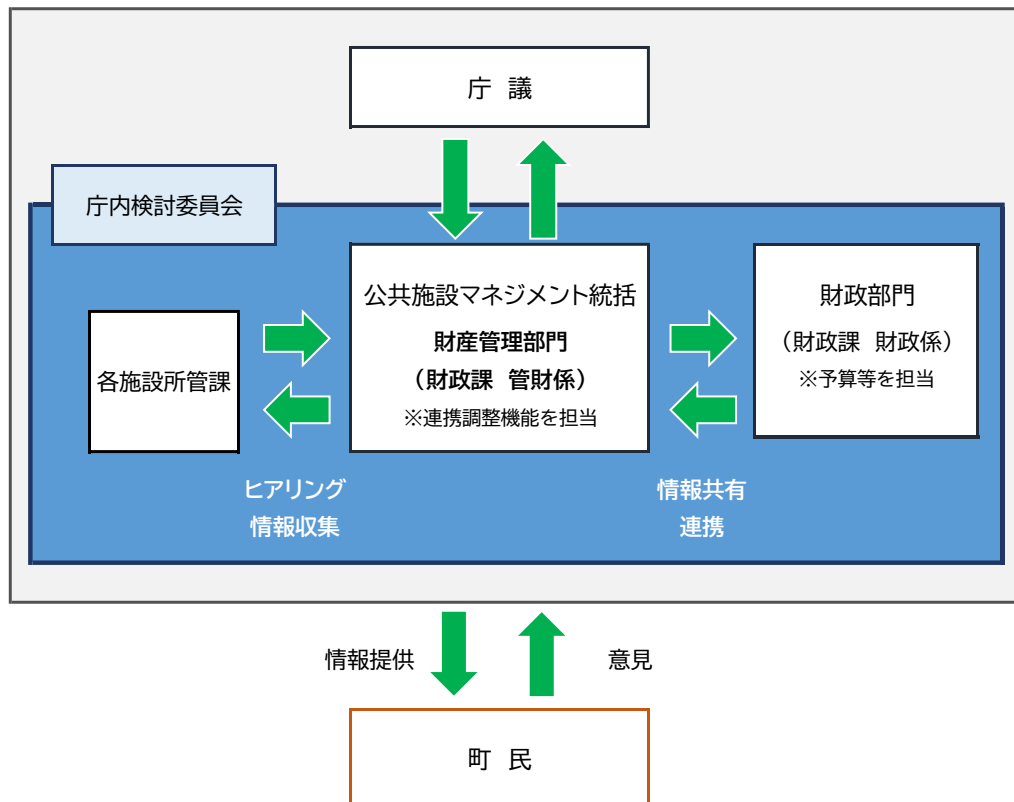 庁 議
庁内検討委員会
各施設所管課
公共施設マネジメント統括
財産管理部門
（財政課 管財係）
※連携調整機能を担当
財政部門
（財政課 財政係）
※予算等を担当
ヒアリング
情報収集
情報共有
連携
情報提供
意見
町 民